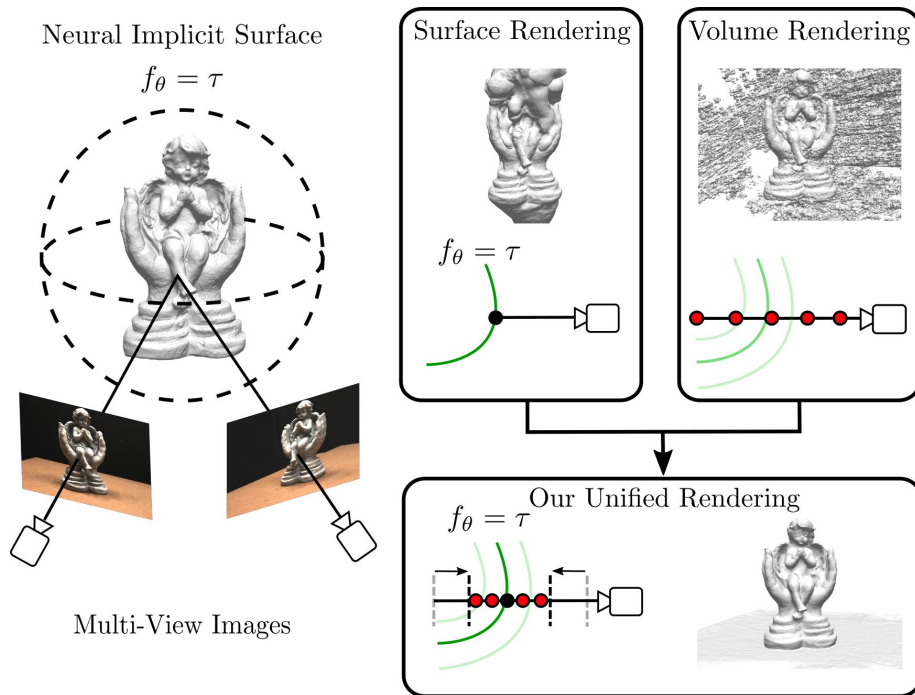 Neural Implicit Surface
f_θ = τ
Multi-View Images
Surface Rendering
f_θ = τ
Volume Rendering
Our Unified Rendering
f_θ = τ